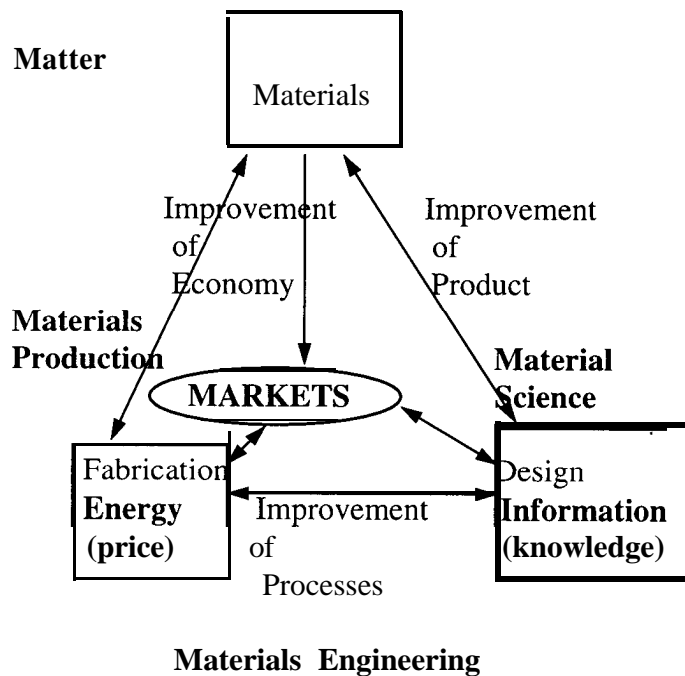 Matter
Materials
Improvement
of
Economy
Improvement
of
Product
Materials
Production
Material
Science
MARKETS
Fabrication
Energy
(price)
Improvement
of
Processes
Design
Information
(knowledge)
Materials Engineering